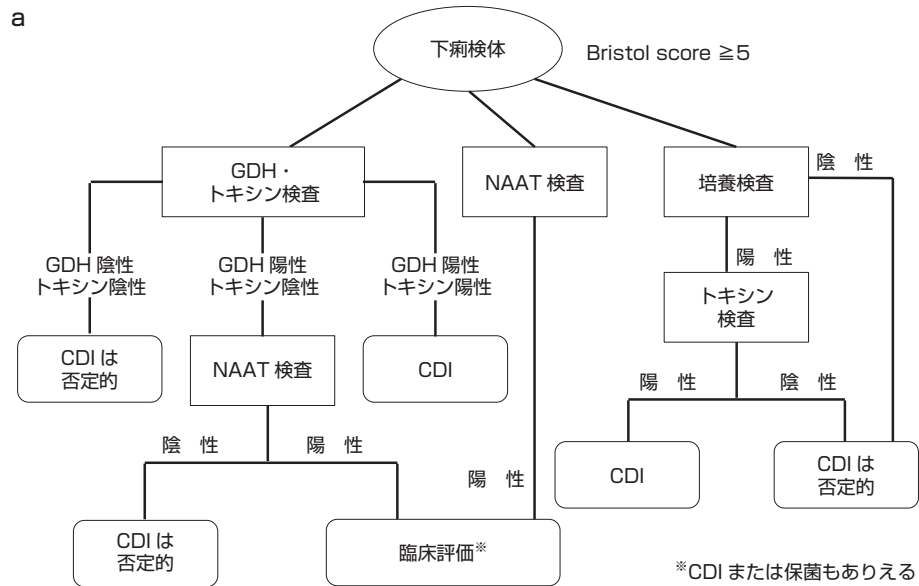 a
下痢検体
Bristol score ≧5
GDH・
トキシン検査
NAAT 検査
培養検査
陰 性
GDH 陰性
トキシン陰性
GDH 陽性
トキシン陰性
GDH 陽性
トキシン陽性
陽 性
トキシン
検査
CDI は
否定的
NAAT 検査
CDI
陽 性
陰 性
陰 性
陽 性
陽 性
CDI
CDI は
否定的
CDI は
否定的
臨床評価※
※CDI または保菌もありえる